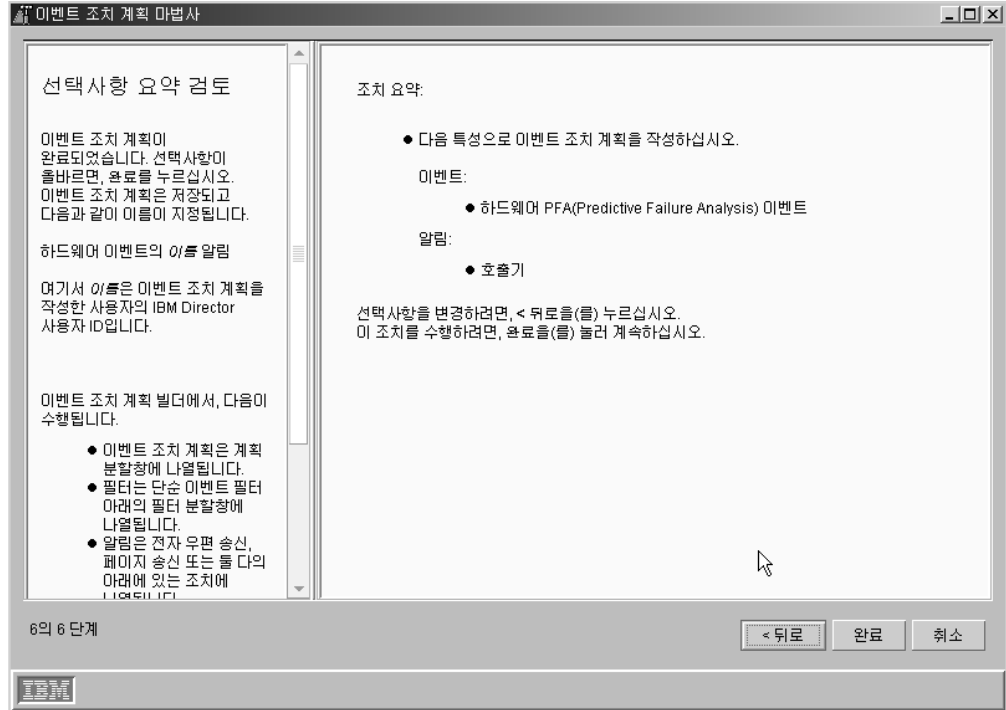 이벤트 조치 계획 마법사
선택사항 요약 검토
이벤트 조치 계획이
완료되었습니다. 선택사항이
올바르면, 완료를 누르십시오.
이벤트 조치 계획은 저장되고
다음과 같이 이름이 지정됩니다.
하드웨어 이벤트의 이름 알림
여기서 이름은 이벤트 조치 계획을
작성한 사용자의 IBM Director
사용자 ID입니다.
이벤트 조치 계획 빌더에서, 다음이
수행됩니다.
● 이벤트 조치 계획은 계획
분할창에 나열됩니다.
● 필터는 단순 이벤트 필터
아래의 필터 분할창에
나열됩니다.
● 알림은 전자 우편 송신,
페이지 송신 또는 둘 다의
아래에 있는 조치에
조치 요약:
● 다음 특성으로 이벤트 조치 계획을 작성하십시오.
이벤트:
● 하드웨어 PFA(Predictive Failure Analysis) 이벤트
알림:
● 호출기
선택사항을 변경하려면, < 뒤로을(를) 누르십시오.
이 조치를 수행하려면, 완료을(를) 눌러 계속하십시오.
6의 6 단계
< 뒤로
완료
취소
IBM